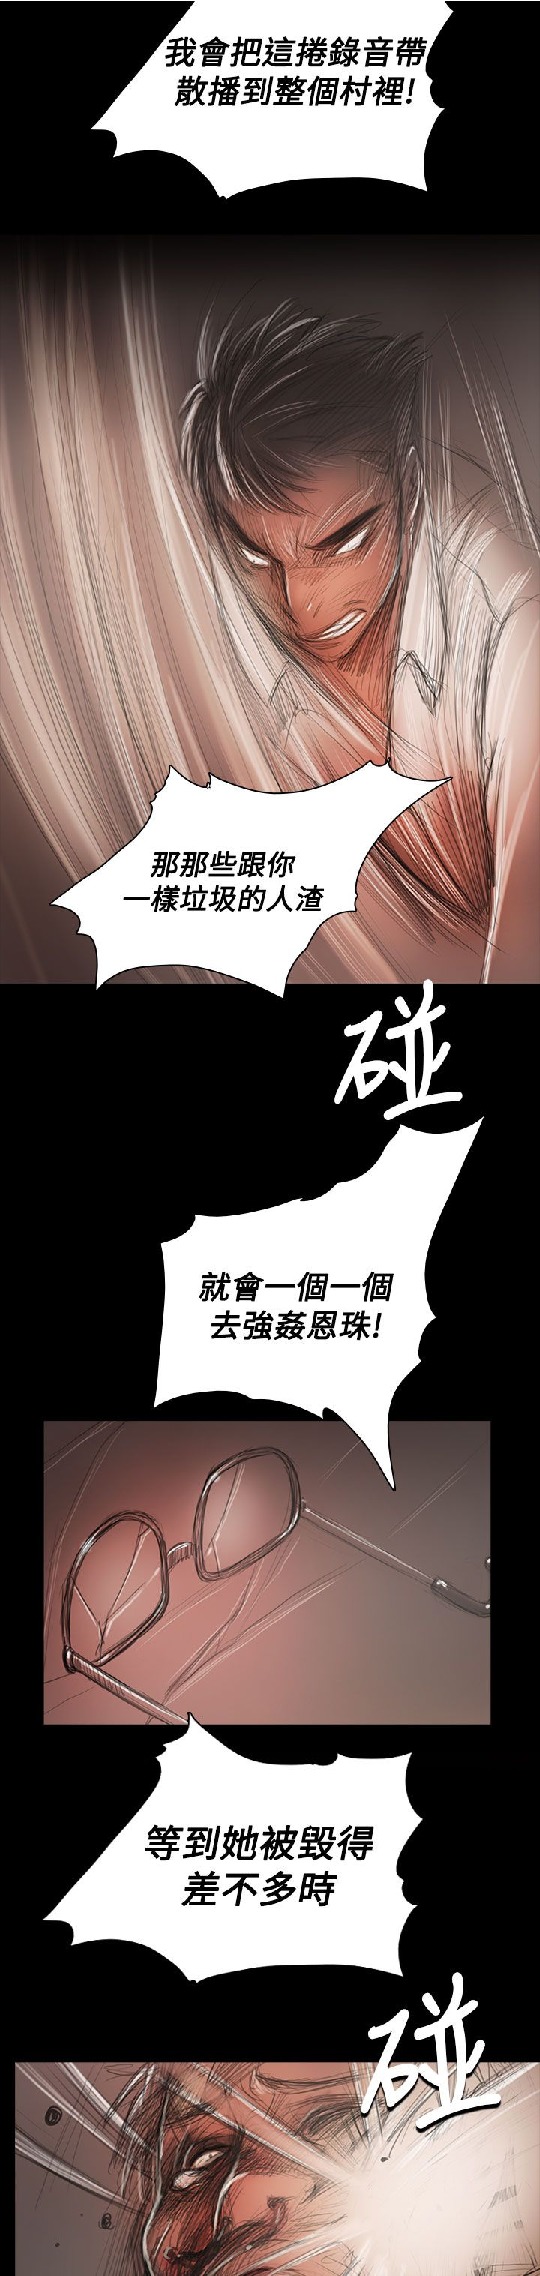 我會把這捲錄音帶
散播到整個村裡!
那那些跟你
一樣垃圾的人渣
碰
就會一個一個
去強姦恩珠!
等到她被毀得
差不多時
碰